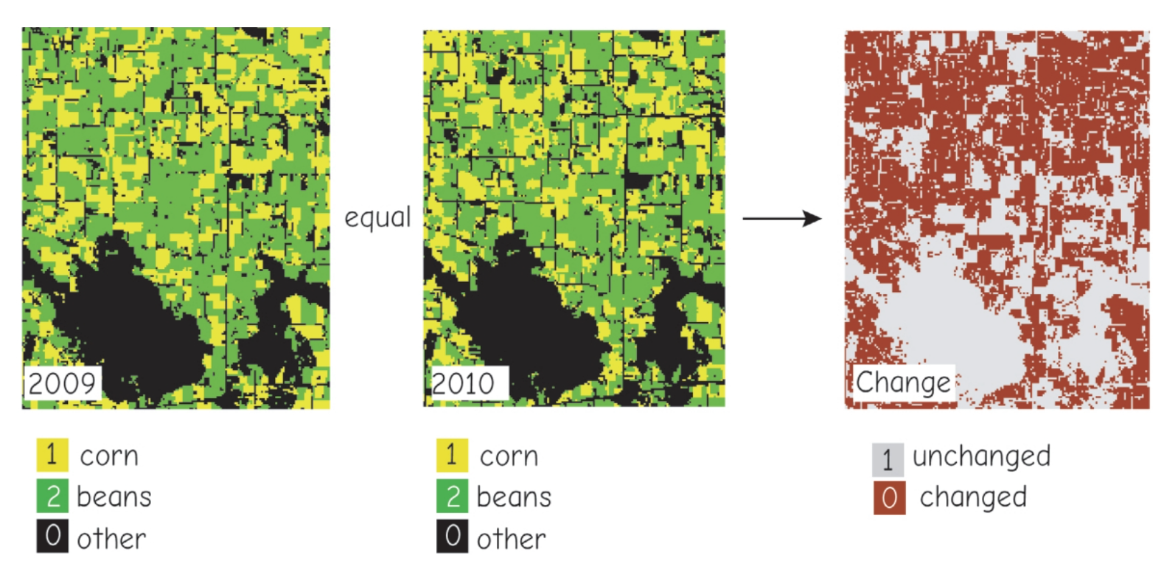 equal
2009
2010
Change
1 corn
2 beans
0 other
1 corn
2 beans
0 other
1 unchanged
0 changed